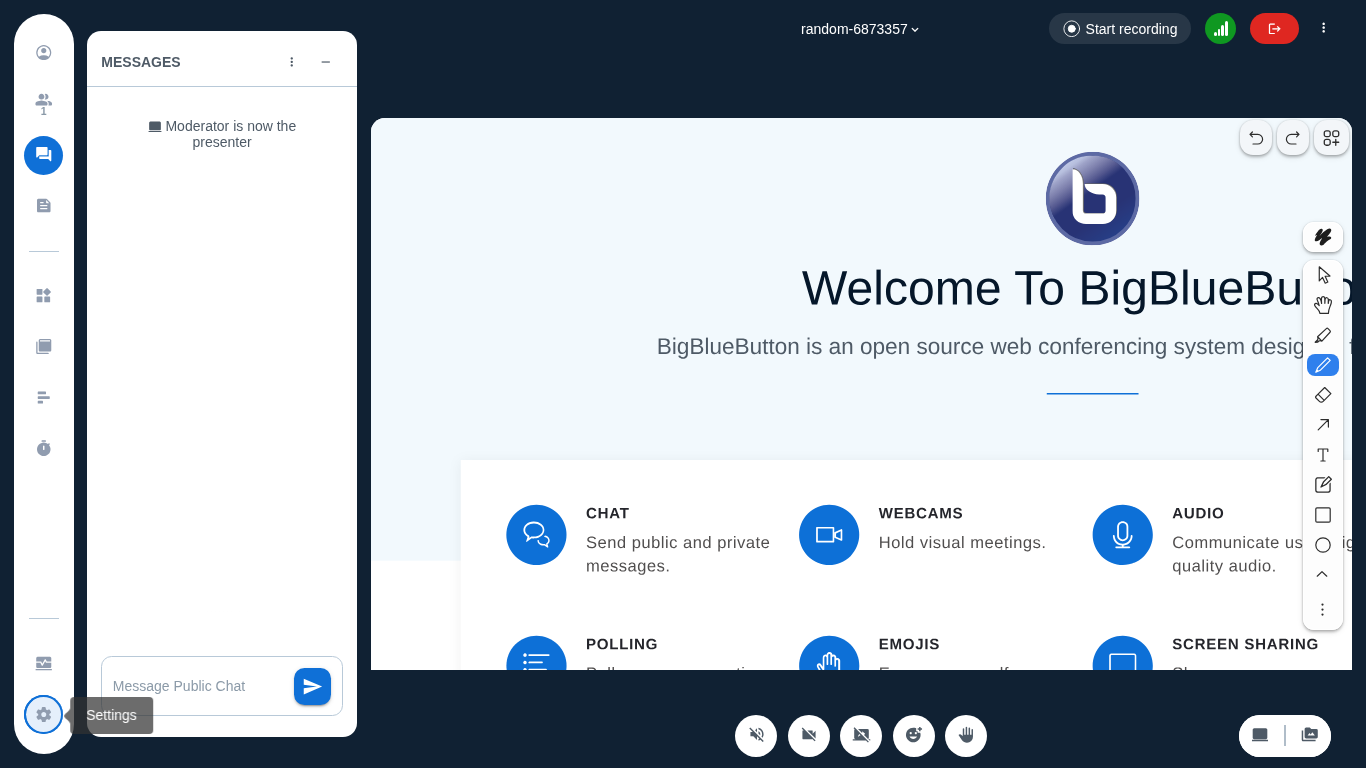 random-6873357
Start recording
1
MESSAGES
Moderator is now the
presenter
Message Public Chat
Settings
Welcome To BigBlueBu
BigBlueButton is an open source web conferencing system
CHAT
Send public and private
messages.
WEBCAMS
Hold visual meetings.
AUDIO
Communicate
quality audio.
POLLING
EMOJIS
SCREEN SHARING
T